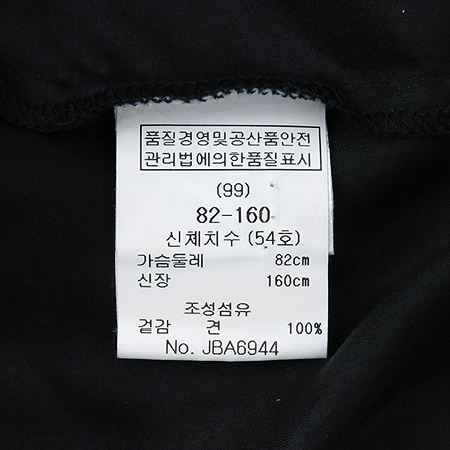 품질경영및공산품안전
관리법에의한품질표시
(99)
82-160
신체치수 (54호)
가슴둘레 82cm
신장 160cm
조성섬유
겉감 견 100%
No. JBA6944